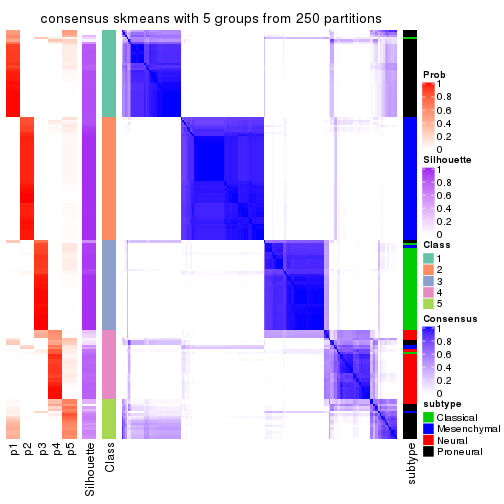 consensus skmeans with 5 groups from 250 partitions
Prob
1
0.8
0.6
0.4
0.2
0
Silhouette
1
0.8
0.6
0.4
0.2
0
Class
1
2
3
4
5
Consensus
1
0.8
0.6
0.4
0.2
0
subtype
Classical
Mesenchymal
Neural
Proneural
p1
p2
p3
p4
p5
Silhouette
Class
subtype